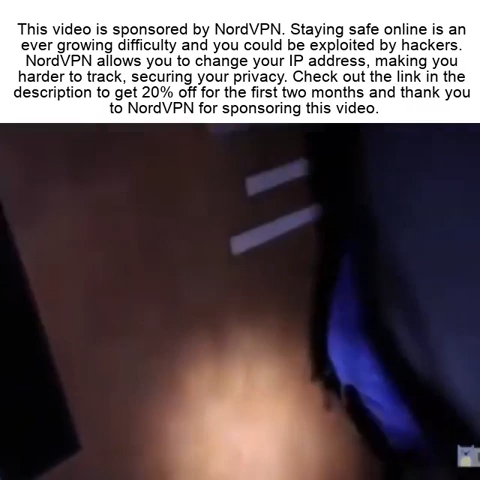 This video is sponsored by NordVPN. Staying safe online is an
ever growing difficulty and you could be exploited by hackers.
NordVPN allows you to change your IP address, making you
harder to track, securing your privacy. Check out the link in the
description to get 20% off for the first two months and thank you
to NordVPN for sponsoring this video.